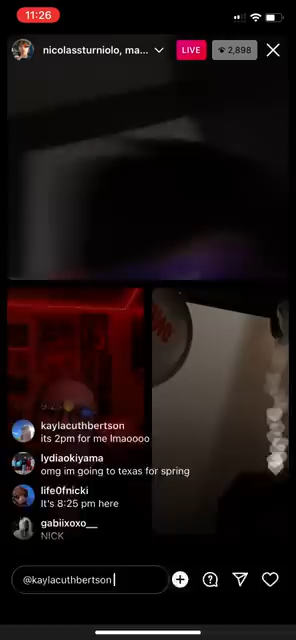 11:26
nicolassturniolo, ma...
LIVE
2,898
kaylacuthbertson
its 2pm for me lmaoooo
lydiaokiyama
omg im going to texas for spring
life0fnicki
It's 8:25 pm here
gabiixoxo__
NICK
@kaylacuthbertson